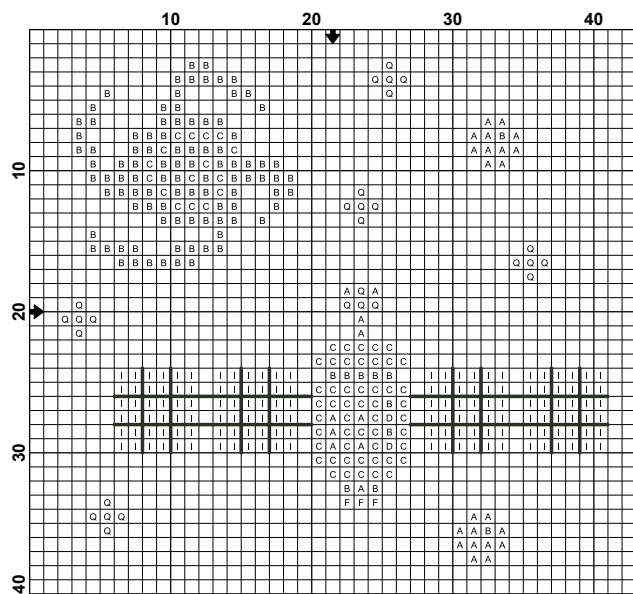 10 20 30 40
B B Q
B B B B B Q Q Q
B B B B Q
B B B B
B B B B B B B A A
B B B B C C C C B A A B A
B B B B B B B B B C A A A A
B B B C B B B C B B B B B A A
10 B B B C B B C B B B B B B
B B B B C B B C B B B B Q
B B B C C B B B B Q Q Q
B B B B B B B Q
B B
B B B B B B B B Q
B B B B B B Q Q Q
Q
A Q A
Q Q Q Q
20 Q Q Q A
Q A
C C C C C
C C C C C C C
I I I I I I I I I I I I B B B B B I I I I I I I I I I I I
I I I I I I I I I I I I C C C C C C C I I I I I I I I I I I I
I I I I I I I I I I I I C C C C C C C I I I I I I I I I I I I
I I I I I I I I I I I I C A C A C D C I I I I I I I I I I I I
I I I I I I I I I I I I C A C A C B C I I I I I I I I I I I I
30 I I I I I I I I I I I I C C C C C C C I I I I I I I I I I I I
C C C C C C C
C C C C C
B A B
Q F F F
Q Q Q A A
Q A A B A
A A A A
A A
40